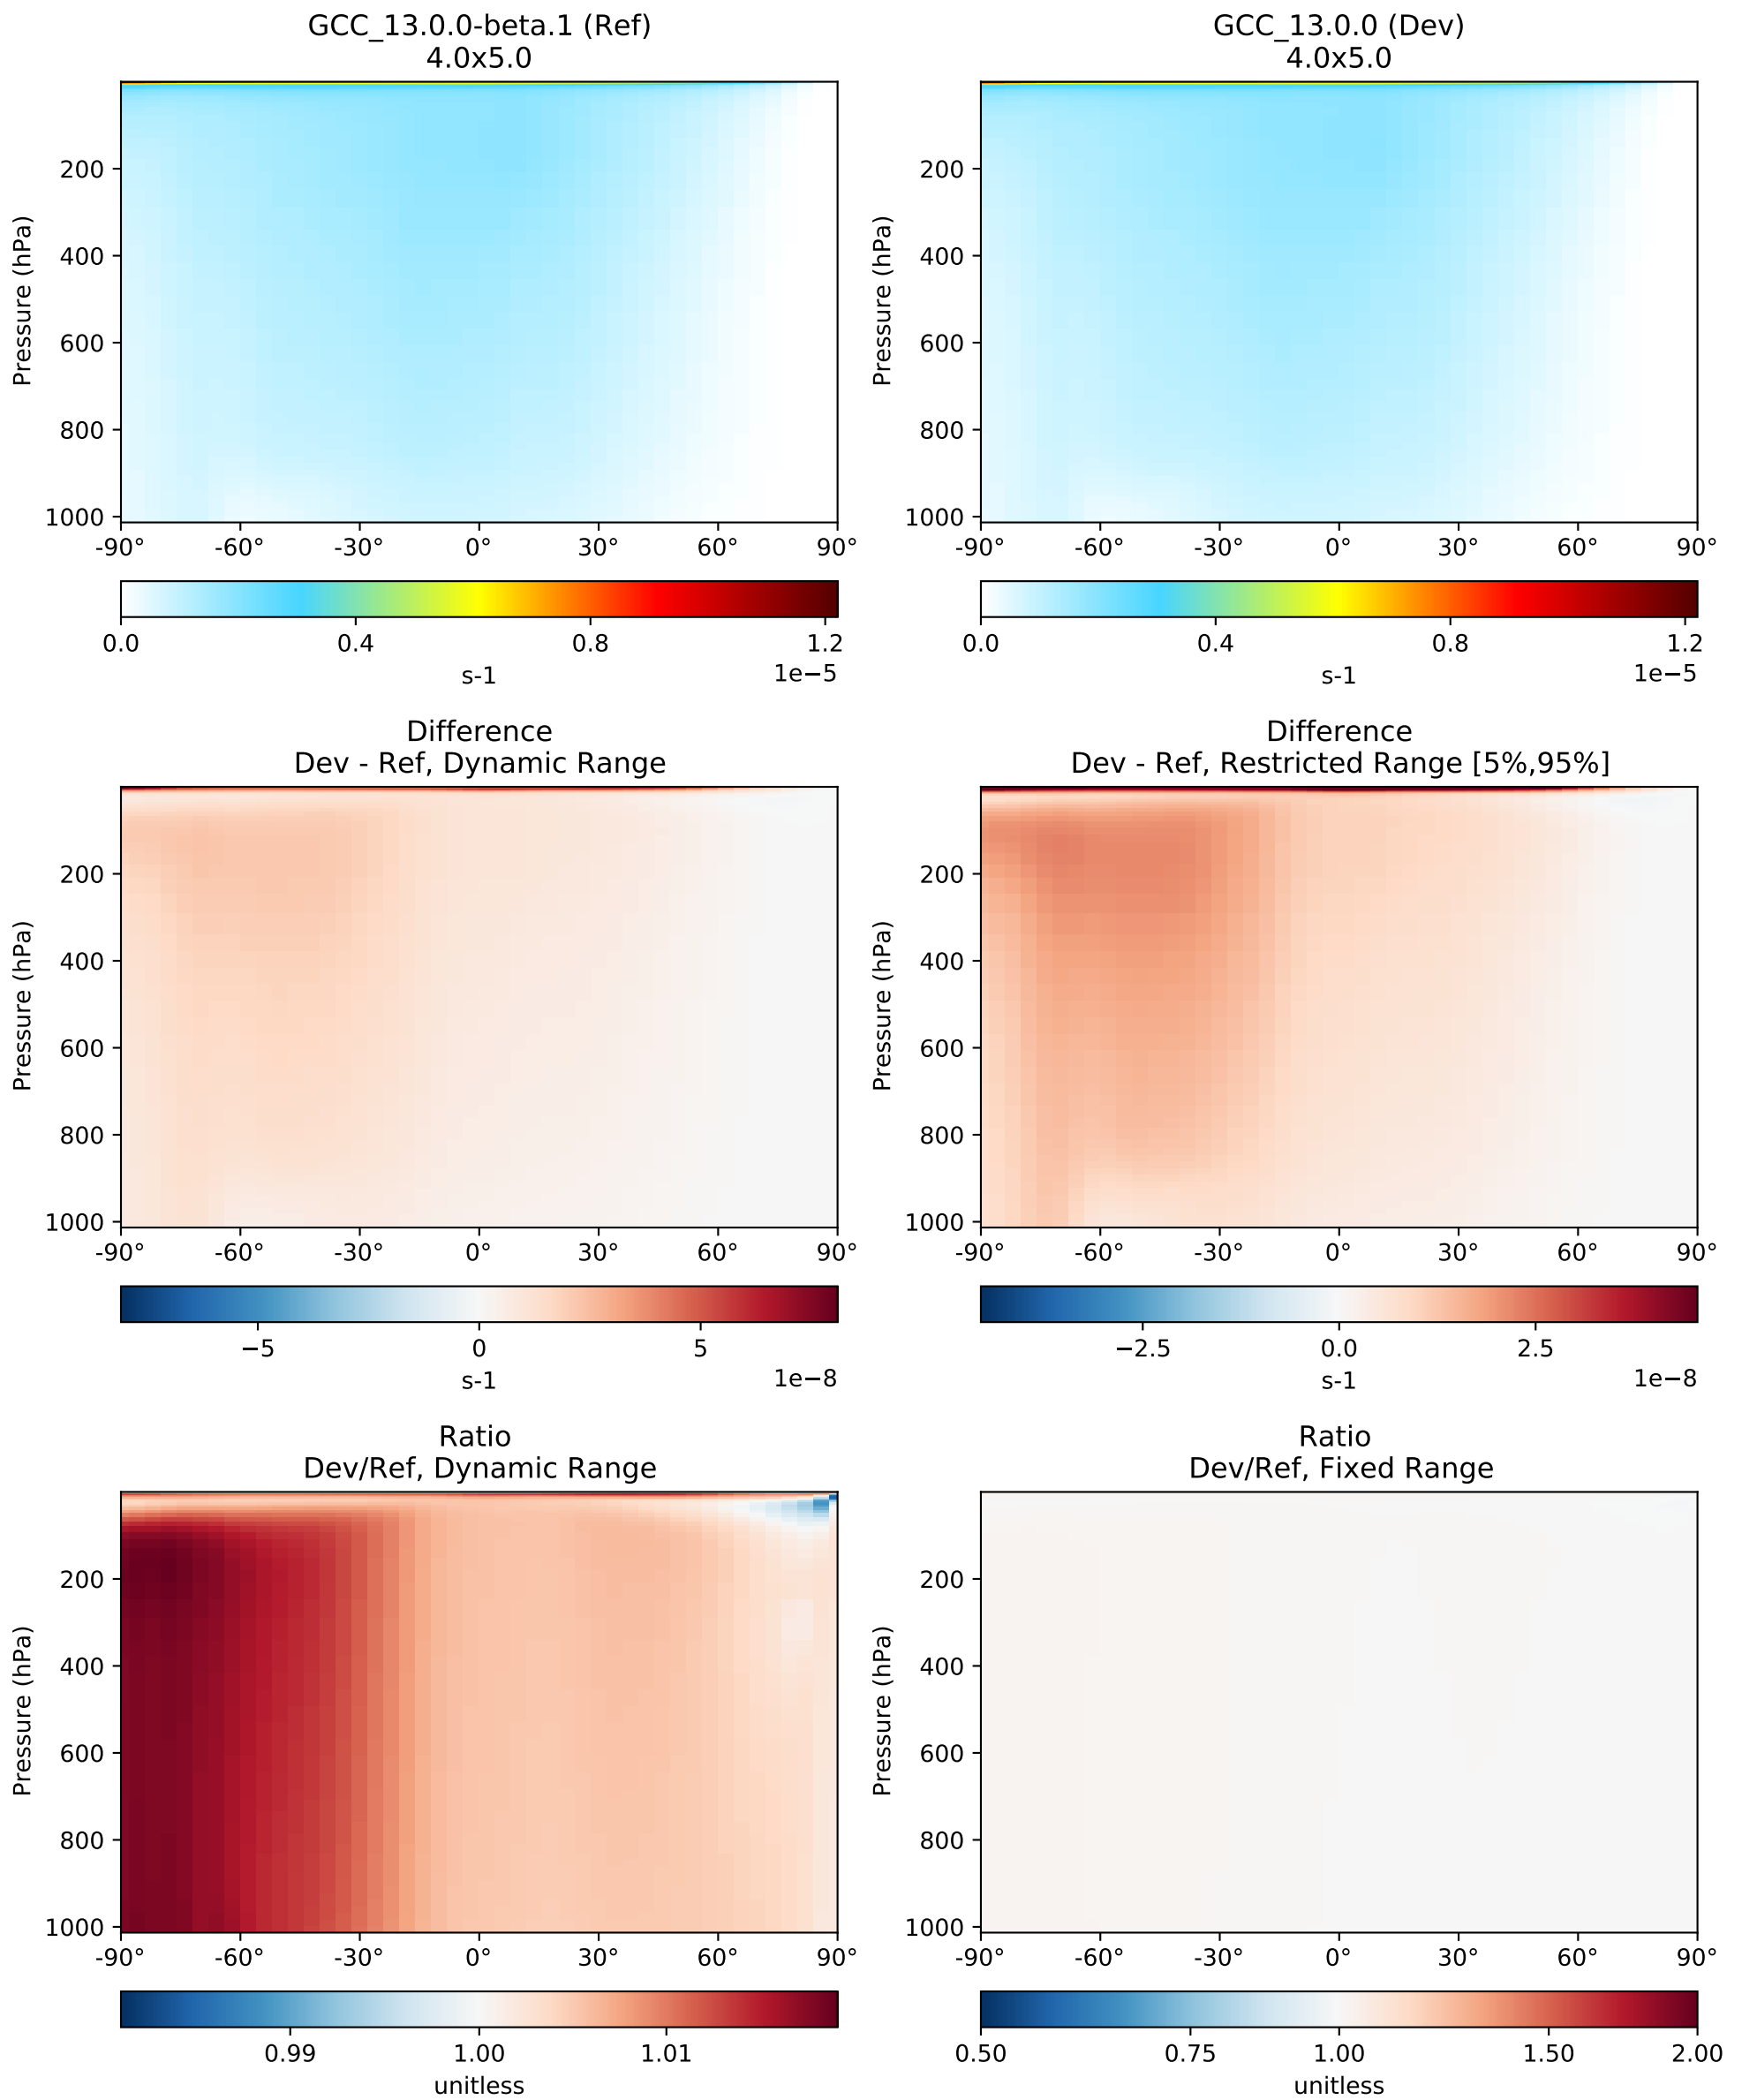 GCC_13.0.0-beta.1 (Ref)
4.0x5.0
Pressure (hPa)
200
400
600
800
1000
-90° -60° -30° 0° 30° 60° 90°
0.0 0.4 0.8 1.2
s-1 1e−5
GCC_13.0.0 (Dev)
4.0x5.0
Pressure (hPa)
200
400
600
800
1000
-90° -60° -30° 0° 30° 60° 90°
0.0 0.4 0.8 1.2
s-1 1e−5
Difference
Dev - Ref, Dynamic Range
Pressure (hPa)
200
400
600
800
1000
-90° -60° -30° 0° 30° 60° 90°
−5 0 5
s-1 1e−8
Difference
Dev - Ref, Restricted Range [5%,95%]
Pressure (hPa)
200
400
600
800
1000
-90° -60° -30° 0° 30° 60° 90°
−2.5 0.0 2.5
s-1 1e−8
Ratio
Dev/Ref, Dynamic Range
Pressure (hPa)
200
400
600
800
1000
-90° -60° -30° 0° 30° 60° 90°
0.99 1.00 1.01
unitless
Ratio
Dev/Ref, Fixed Range
Pressure (hPa)
200
400
600
800
1000
-90° -60° -30° 0° 30° 60° 90°
0.50 0.75 1.00 1.50 2.00
unitless